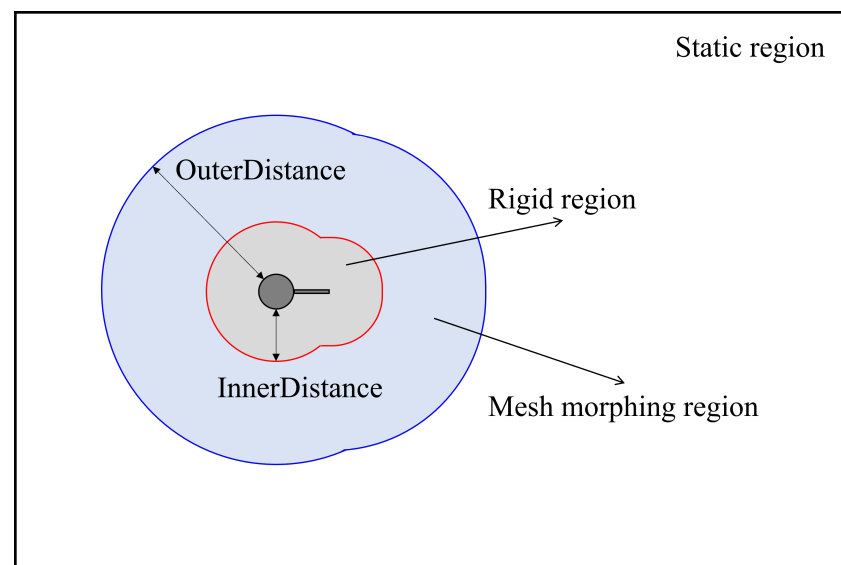 Static region
OuterDistance
Rigid region
InnerDistance
Mesh morphing region